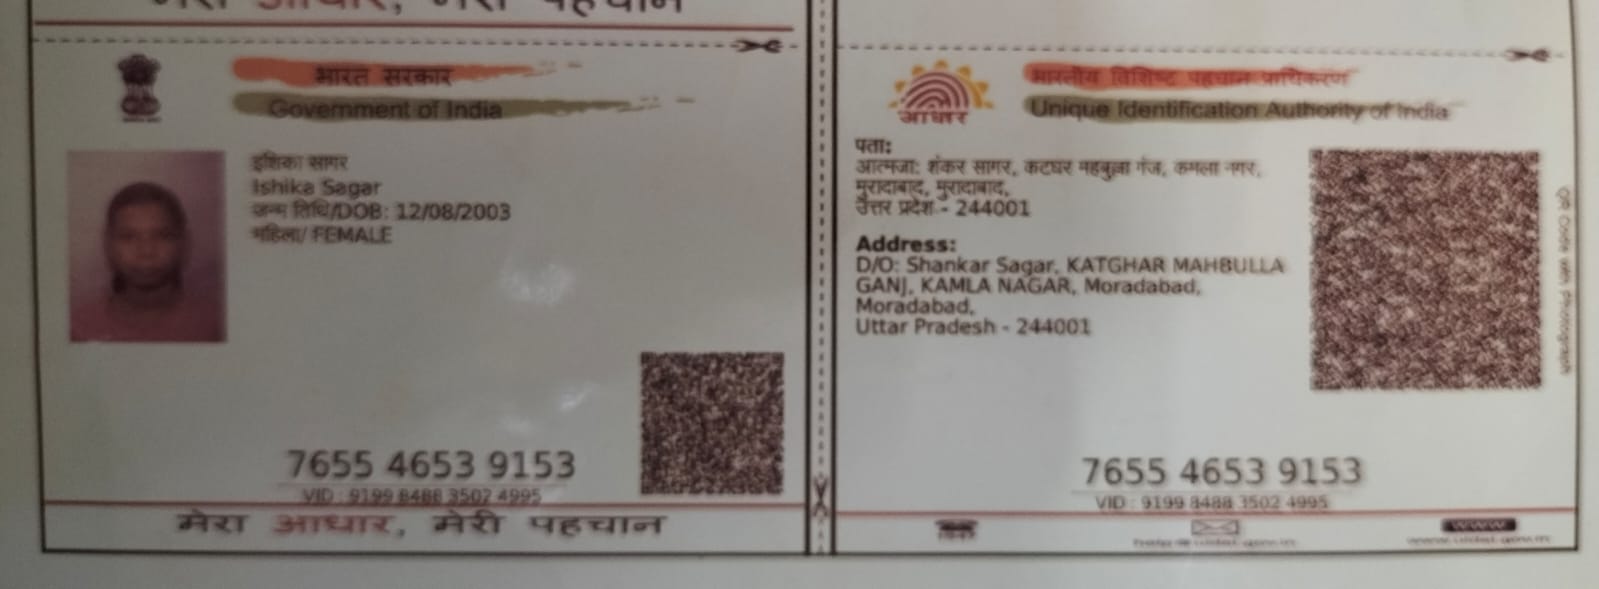 मेरा आधार, मेरी पहचान
भारत सरकार
Government of India
इशिका सागर
Ishika Sagar
जन्म तिथि/DOB: 12/08/2003
महिला/ FEMALE
7655 4653 9153
VID : 9199 8488 3502 4995
मेरा आधार, मेरी पहचान
भारतीय विशिष्ट पहचान प्राधिकरण
Unique Identification Authority of India
आधार
पता:
आत्मजा: शंकर सागर, कटघर महबुल्ला गंज, कमला नगर,
मुरादाबाद, मुरादाबाद,
उत्तर प्रदेश - 244001
Address:
D/O: Shankar Sagar, KATGHAR MAHBULLA
GANJ, KAMLA NAGAR, Moradabad,
Moradabad,
Uttar Pradesh - 244001
QR Code with Photograph
7655 4653 9153
VID : 9199 8488 3502 4995
www